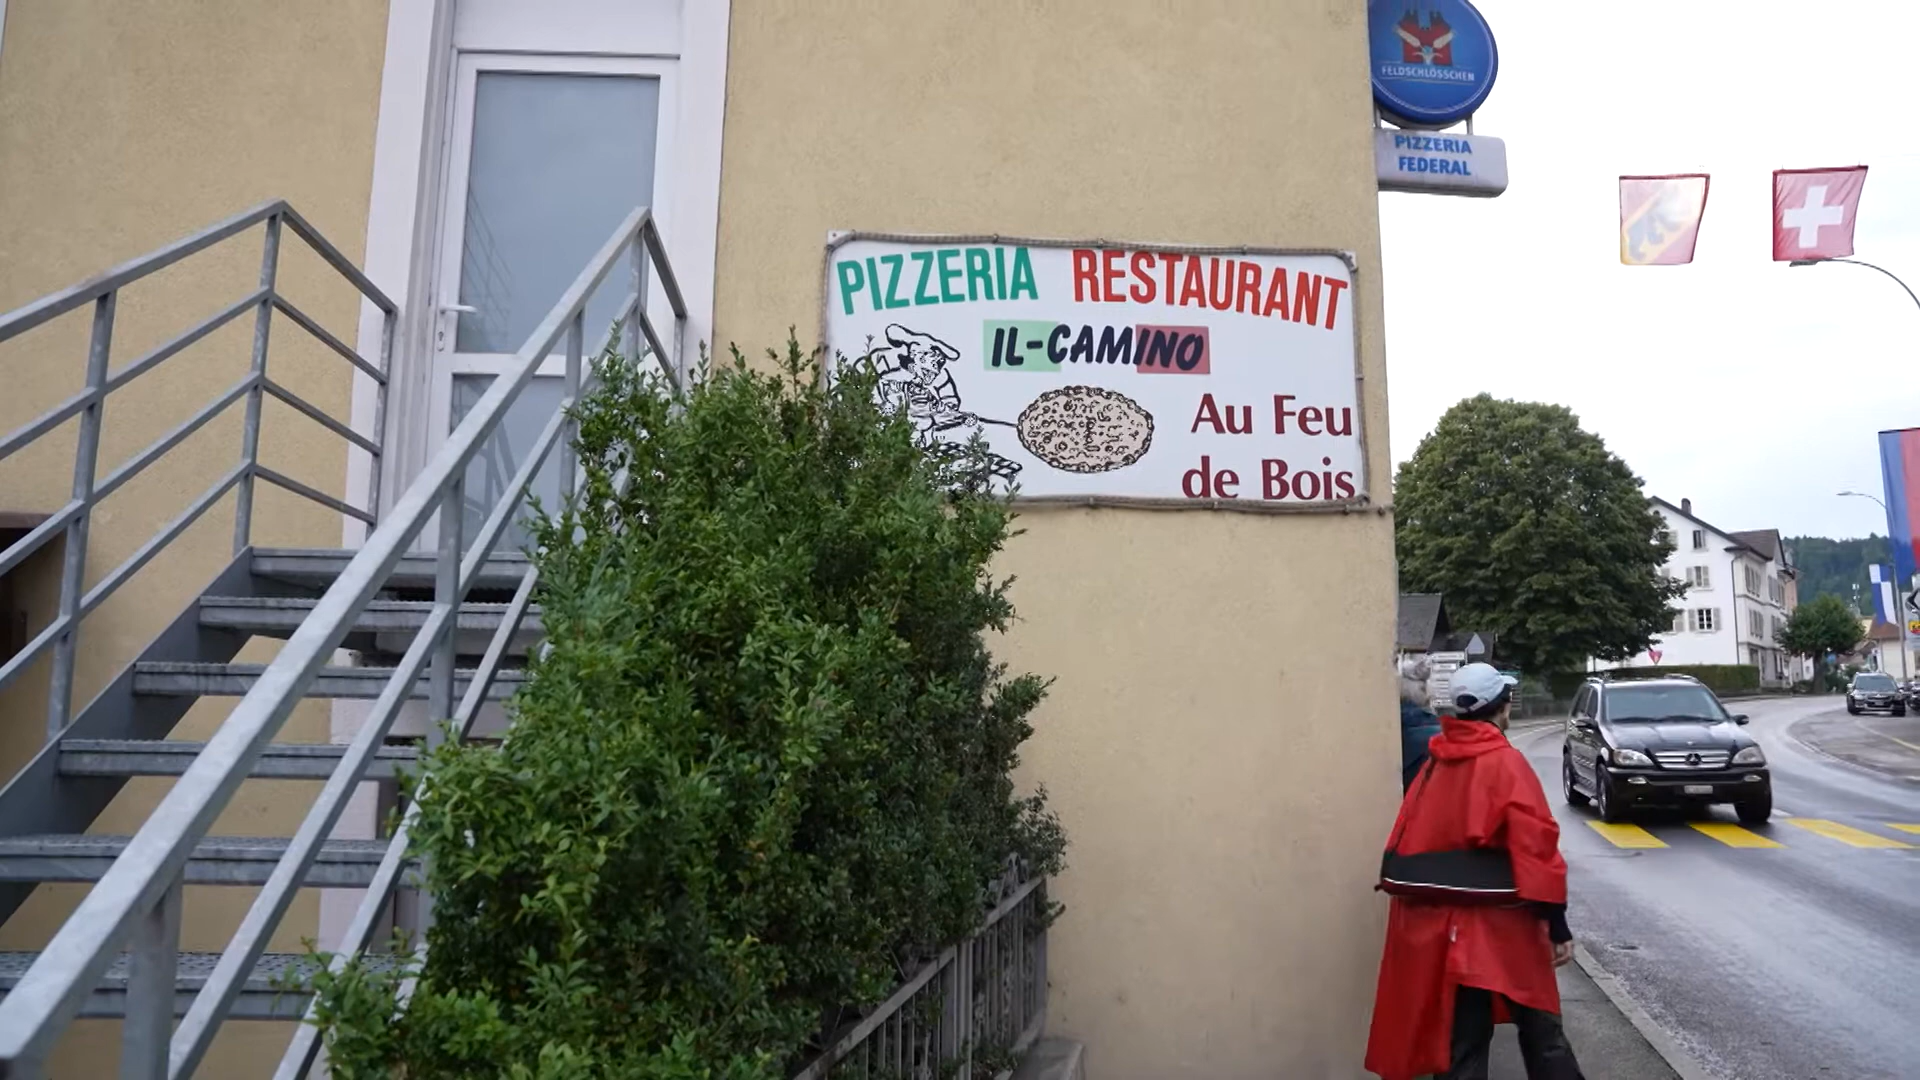 FELDSCHLÖSSCHEN
PIZZERIA
FEDERAL
PIZZERIA RESTAURANT
IL-CAMINO
Au Feu
de Bois